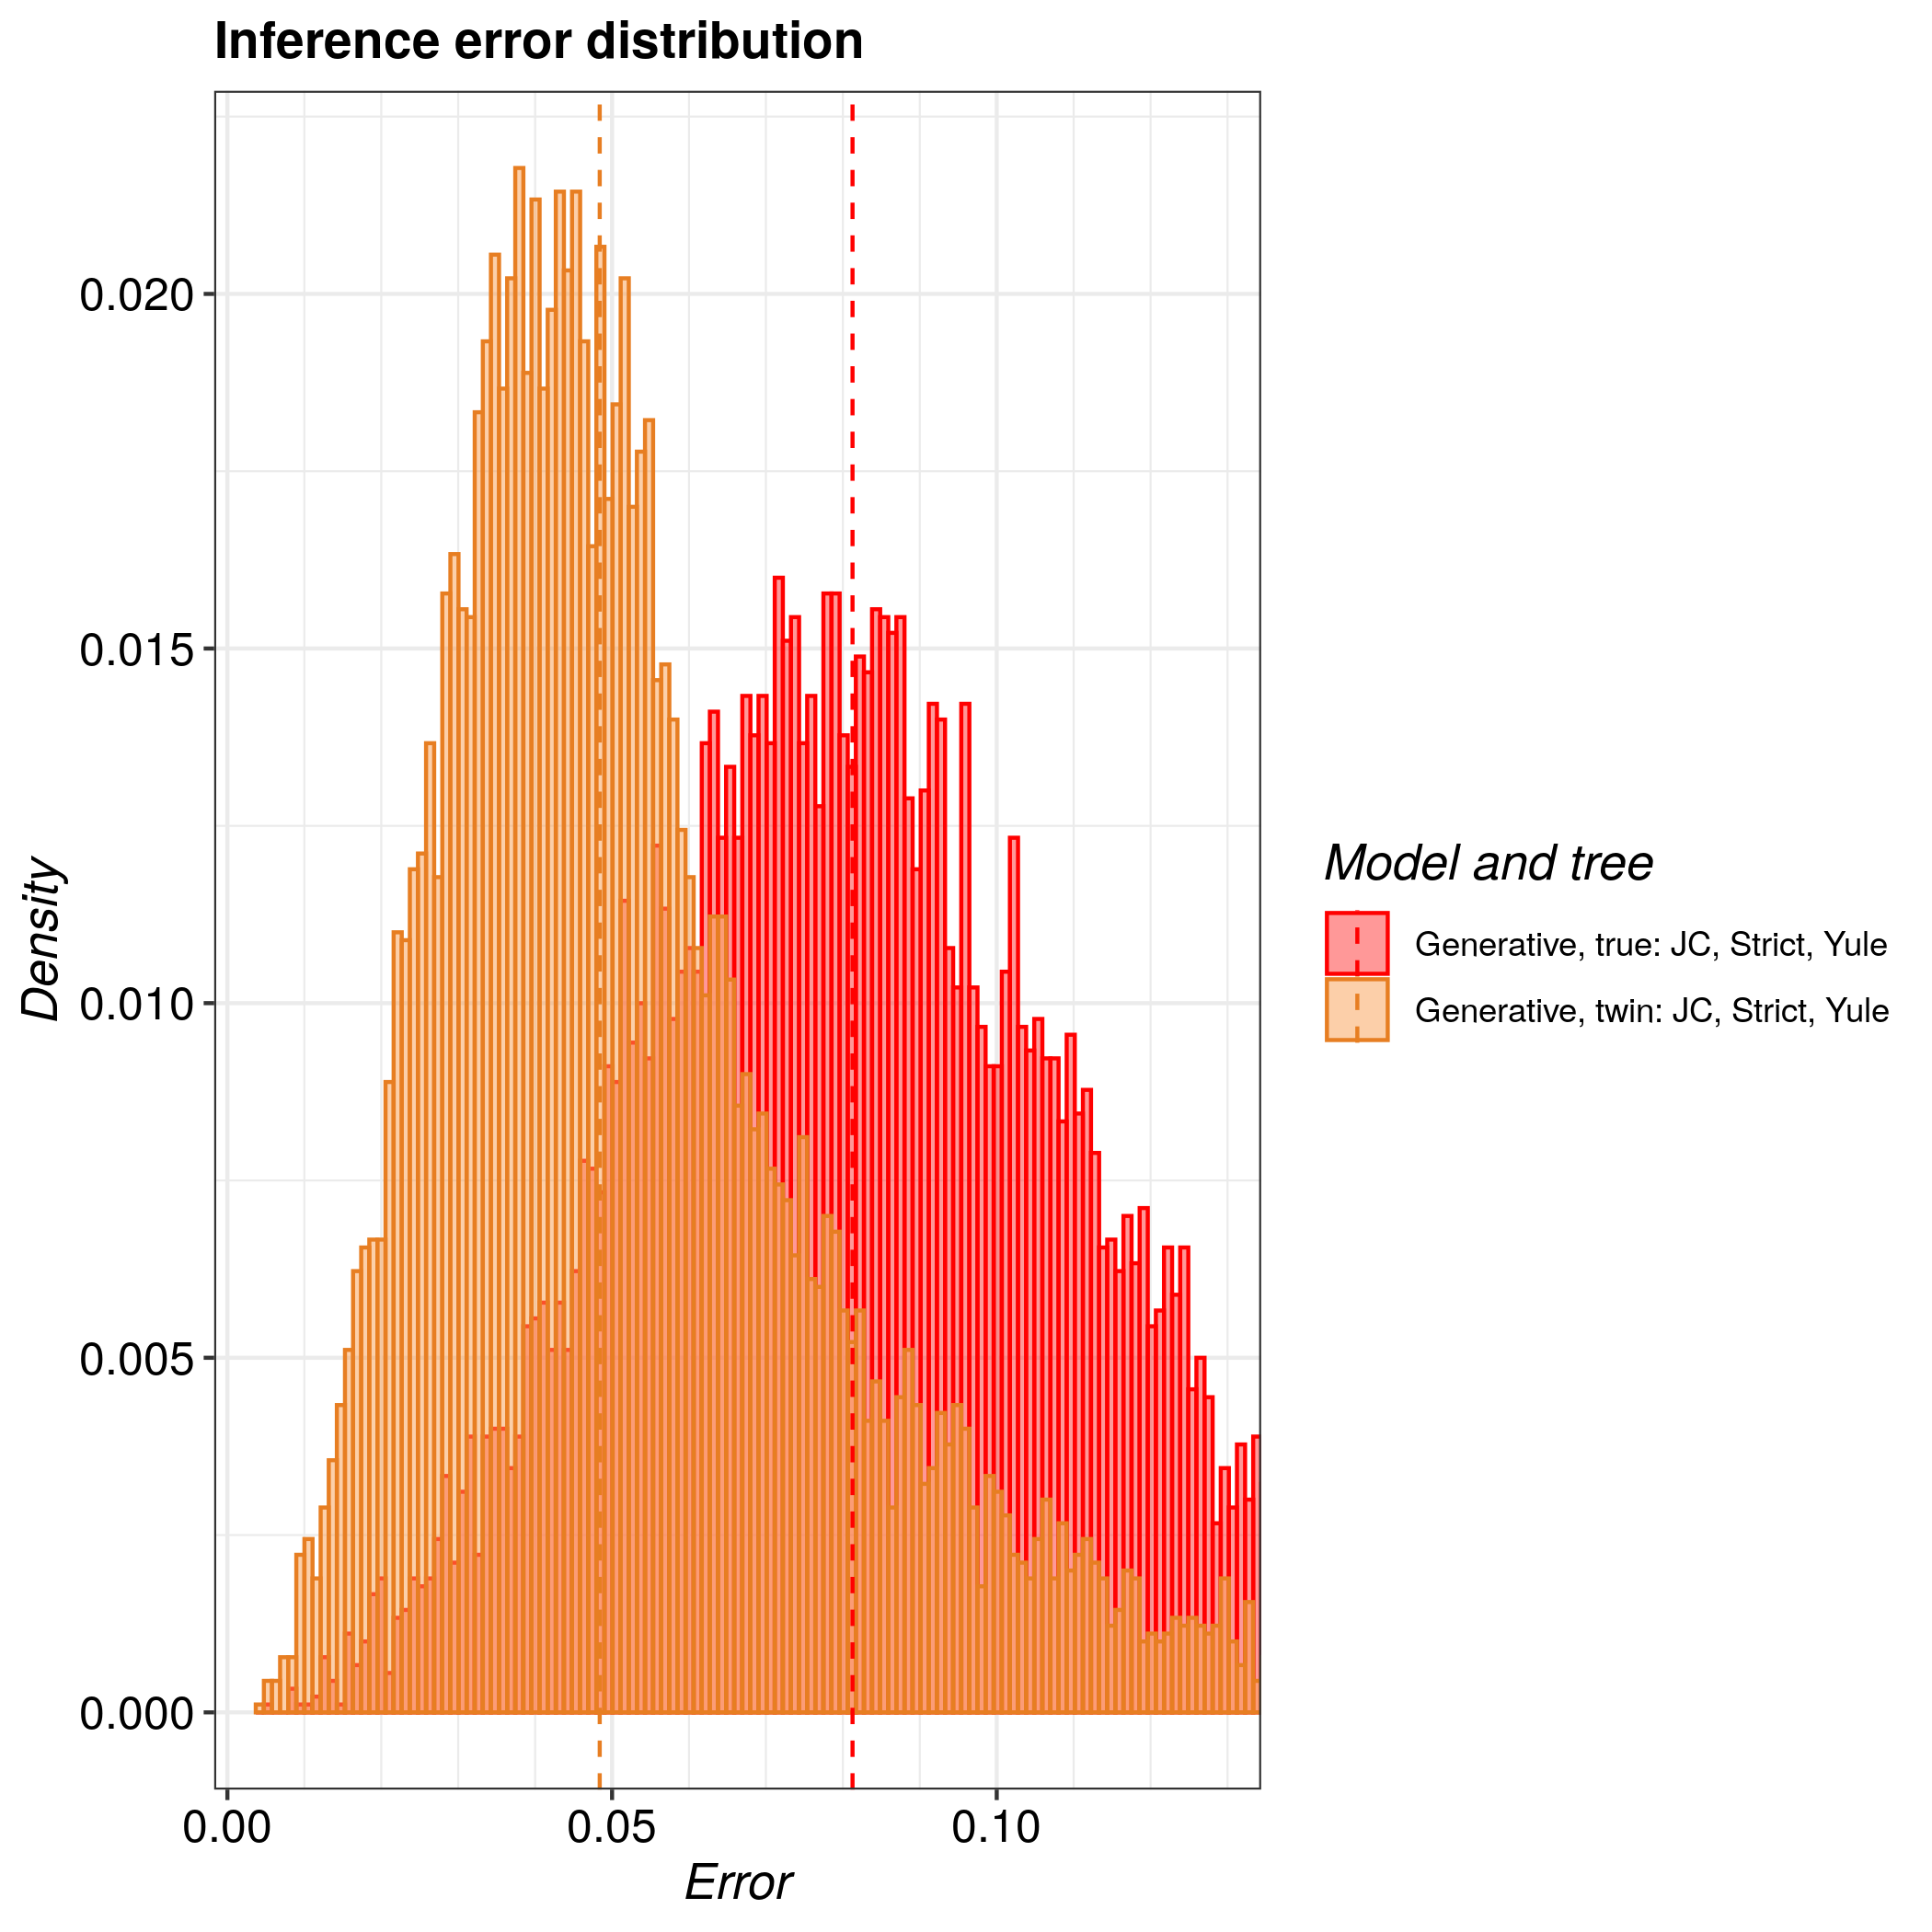 Inference error distribution
Density
0.020
0.015
0.010
0.005
0.000
0.00 0.05 0.10
Error
Model and tree
Generative, true: JC, Strict, Yule
Generative, twin: JC, Strict, Yule